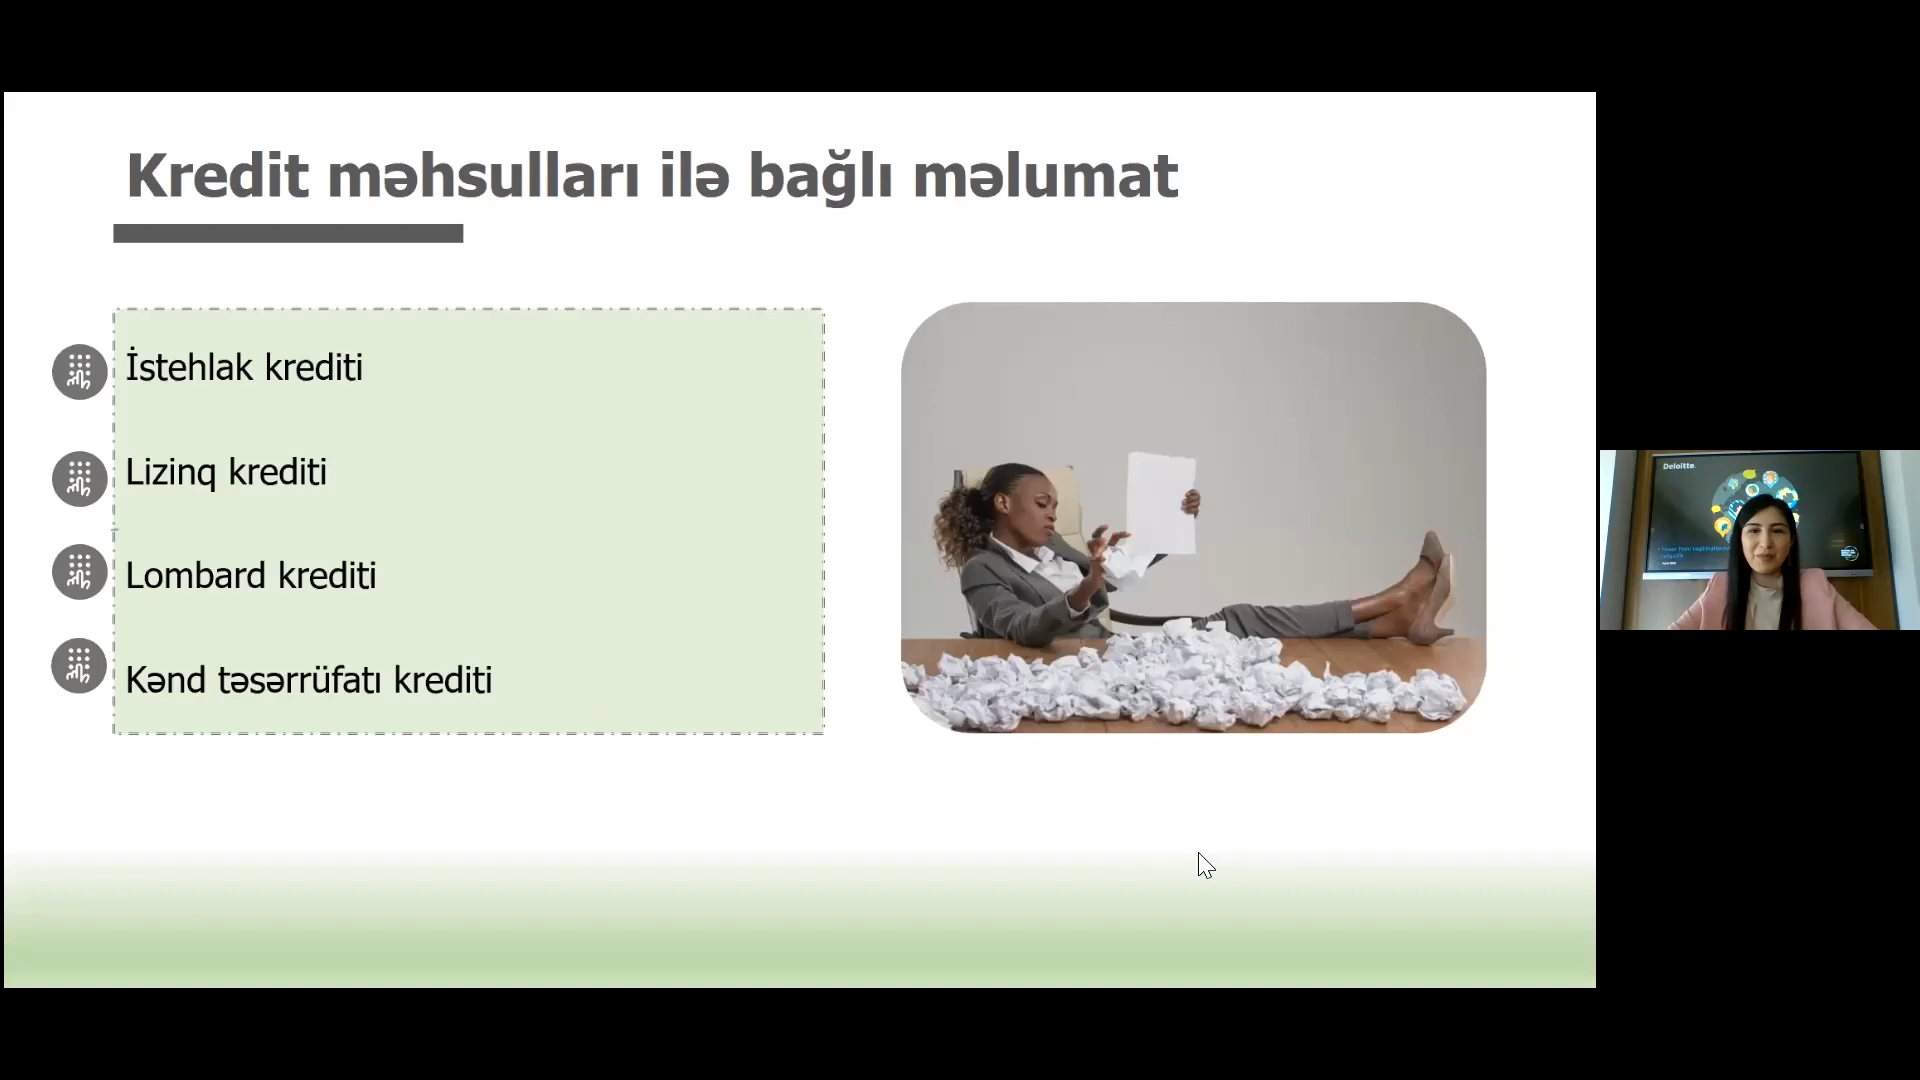 Kredit məhsulları ilə bağlı məlumat
İstehlak krediti
Lizinq krediti
Lombard krediti
Kənd təsərrüfatı krediti
Deloitte.